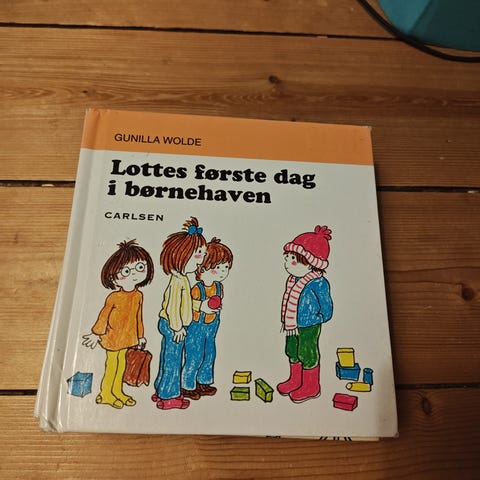 GUNILLA WOLDE
Lottes første dag
i børnehaven
CARLSEN